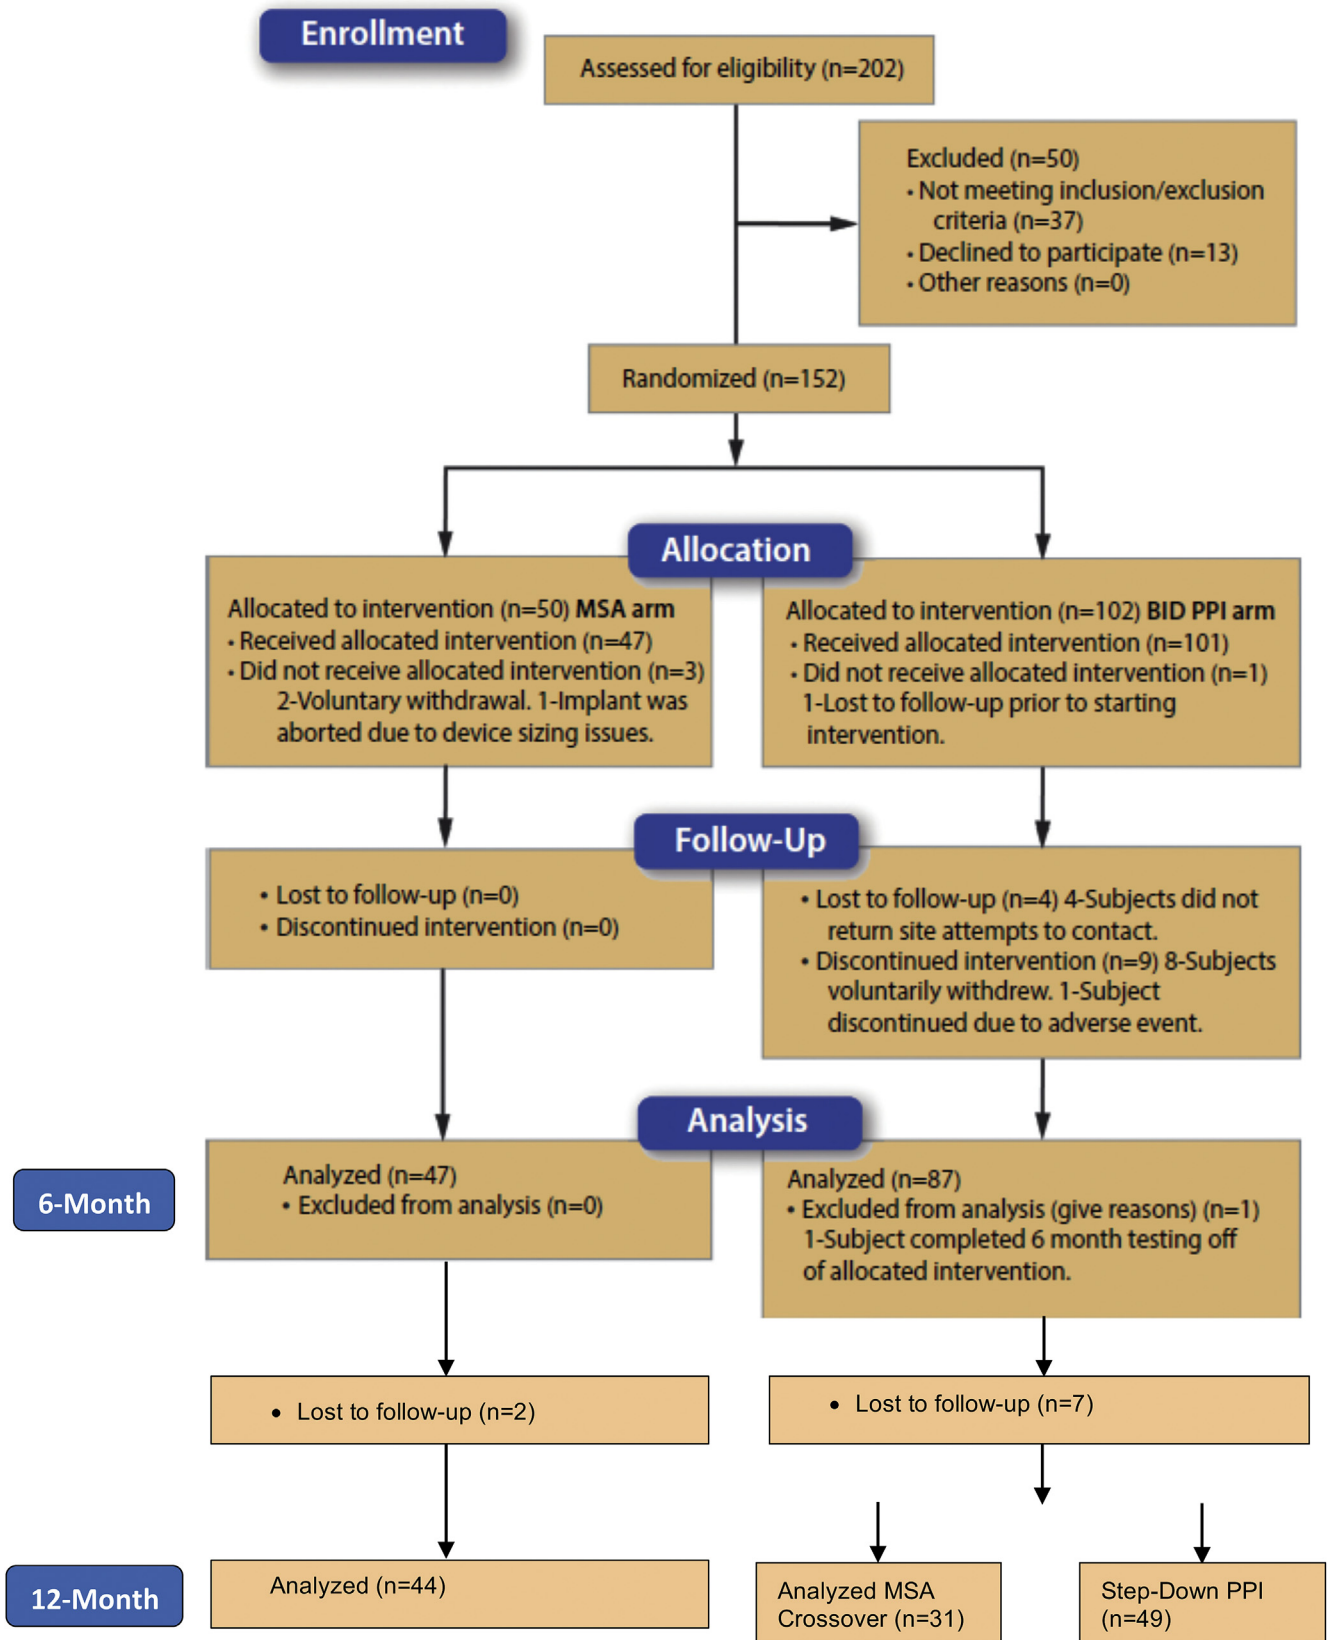 Enrollment
Assessed for eligibility (n=202)
Excluded (n=50)
• Not meeting inclusion/exclusion
criteria (n=37)
• Declined to participate (n=13)
• Other reasons (n=0)
Randomized (n=152)
Allocation
Allocated to intervention (n=50) MSA arm
• Received allocated intervention (n=47)
• Did not receive allocated intervention (n=3)
2-Voluntary withdrawal. 1-Implant was
aborted due to device sizing issues.
Allocated to intervention (n=102) BID PPI arm
• Received allocated intervention (n=101)
• Did not receive allocated intervention (n=1)
1-Lost to follow-up prior to starting
intervention.
Follow-Up
• Lost to follow-up (n=0)
• Discontinued intervention (n=0)
• Lost to follow-up (n=4) 4-Subjects did not
return site attempts to contact.
• Discontinued intervention (n=9) 8-Subjects
voluntarily withdrew. 1-Subject
discontinued due to adverse event.
Analysis
6-Month
Analyzed (n=47)
• Excluded from analysis (n=0)
Analyzed (n=87)
• Excluded from analysis (give reasons) (n=1)
1-Subject completed 6 month testing off
of allocated intervention.
• Lost to follow-up (n=2)
• Lost to follow-up (n=7)
12-Month
Analyzed (n=44)
Analyzed MSA
Crossover (n=31)
Step-Down PPI
(n=49)